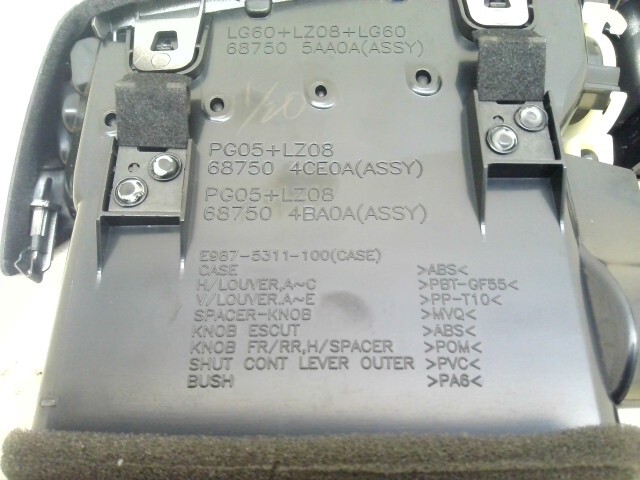 LG60+LZ08+LG60
68750 5AA0A(ASSY)
1/20
PG05+LZ08
68750 4CE0A(ASSY)
PG05+LZ08
68750 4BA0A(ASSY)
E987-5311-100(CASE)
CASE >ABS<
H/LOUVER,A~C >PBT-GF55<
V/LOUVER,A~E >PP-T10<
SPACER-KNOB >MVQ<
KNOB ESCUT >ABS<
KNOB FR/RR,H/SPACER >POM<
SHUT CONT LEVER OUTER >PVC<
BUSH >PA6<